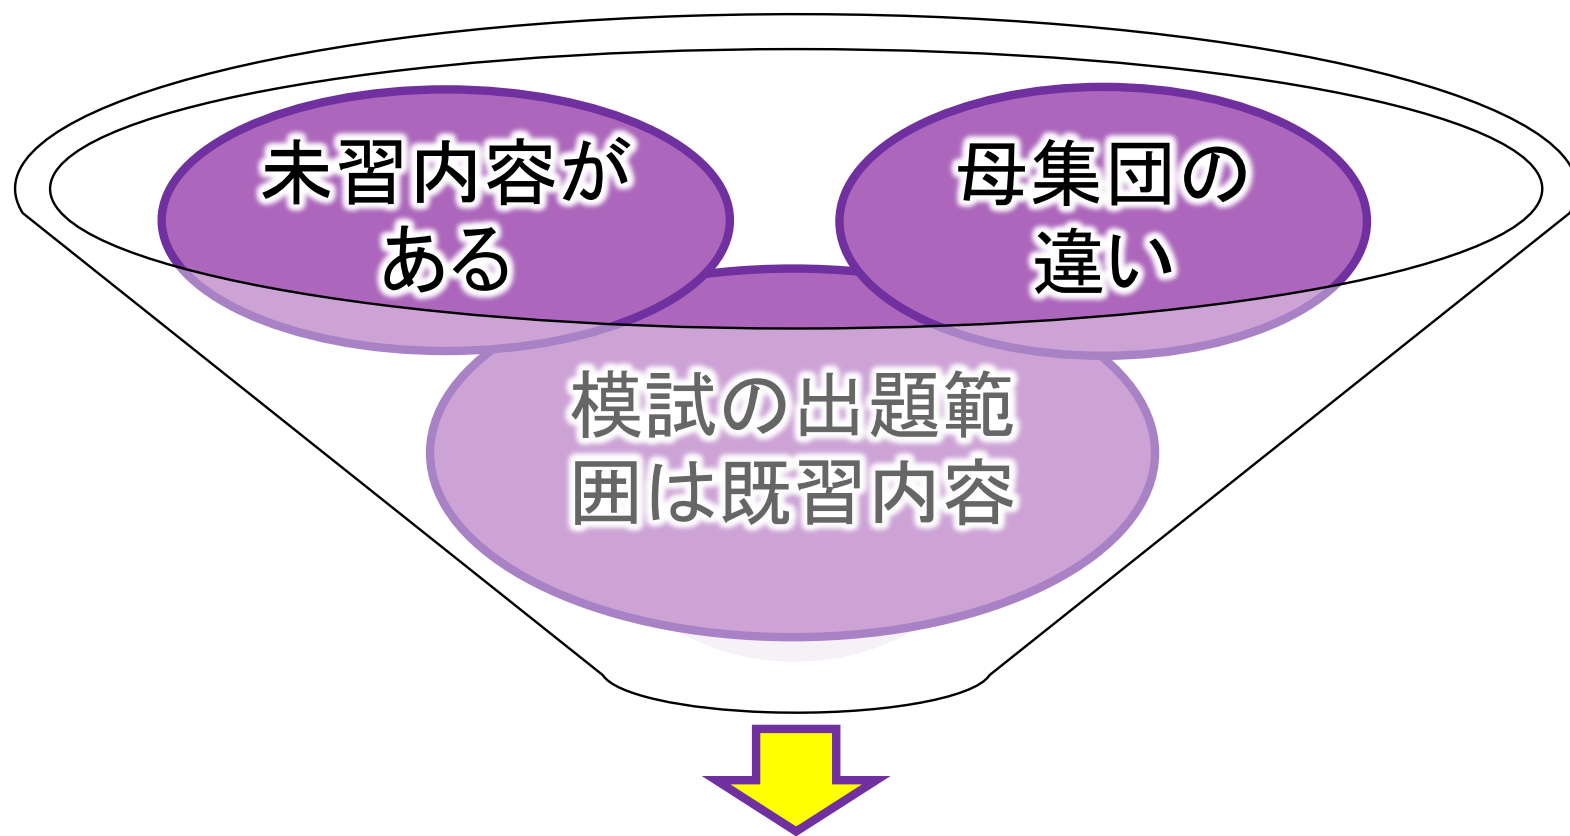 未習内容が
ある
母集団の
違い
模試の出題範
囲は既習内容